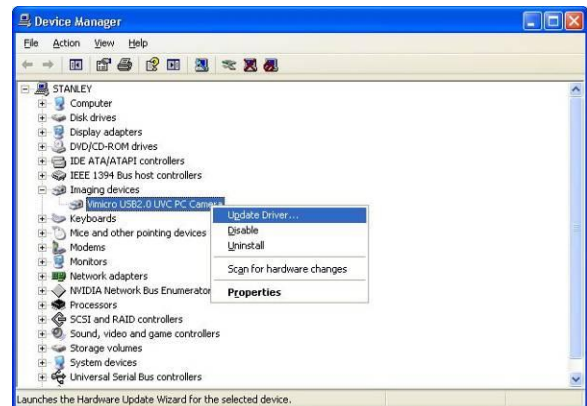 Device Manager
File Action View Help
STANLEY
Computer
Disk drives
Display adapters
DVD/CD-ROM drives
IDE ATA/ATAPI controllers
IEEE 1394 Bus host controllers
Imaging devices
Vimicro USB2.0 UVC PC Camera
Keyboards
Update Driver...
Mice and other pointing devices
Disable
Modems
Uninstall
Monitors
Network adapters
Scan for hardware changes
NVIDIA Network Bus Enumerator
Properties
Processors
SCSI and RAID controllers
Sound, video and game controllers
Storage volumes
System devices
Universal Serial Bus controllers
Launches the Hardware Update Wizard for the selected device.